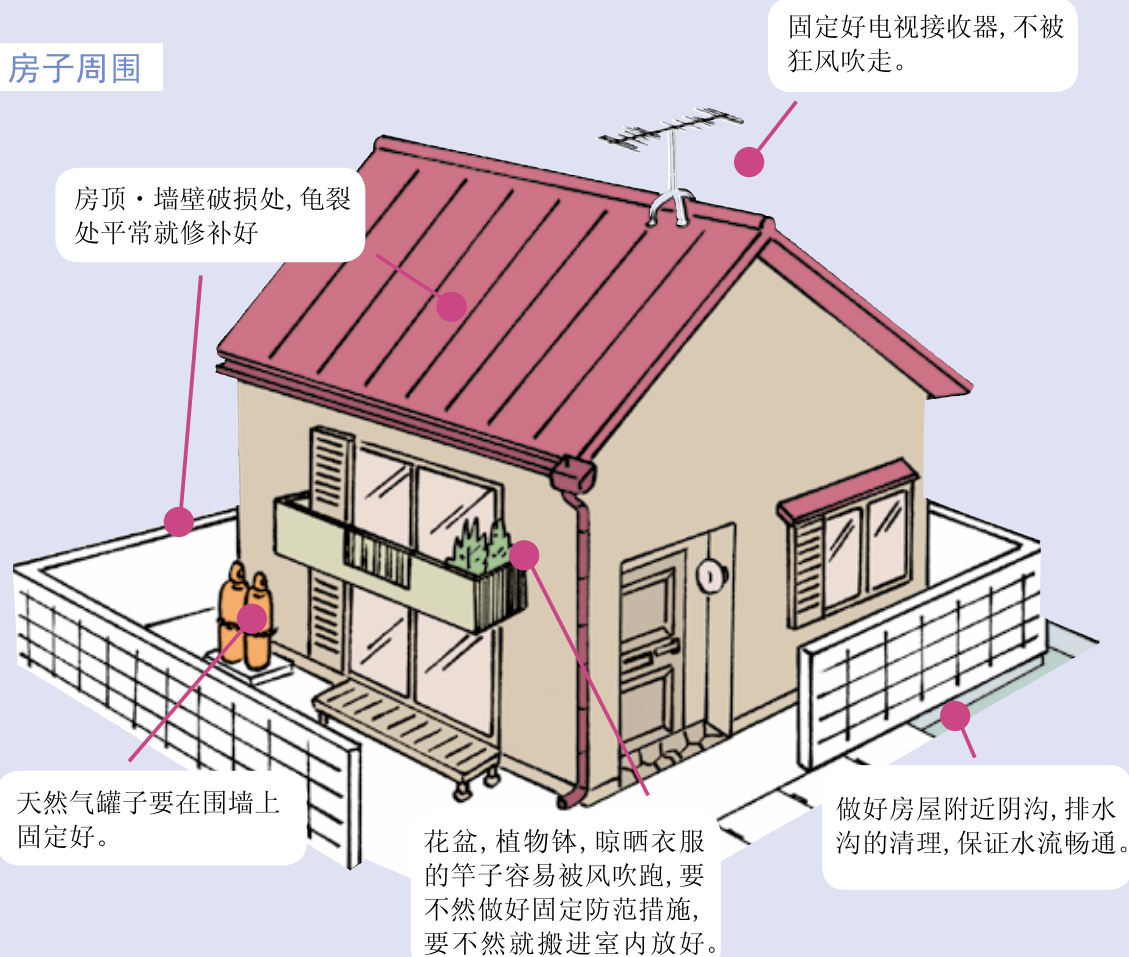 房子周围
固定好电视接收器, 不被
狂风吹走。
房顶・墙壁破损处, 龟裂
处平常就修补好
天然气罐子要在围墙上
固定好。
花盆, 植物钵, 晾晒衣服
的竿子容易被风吹跑, 要
不然做好固定防范措施,
要不然就搬进室内放好。
做好房屋附近阴沟, 排水
沟的清理, 保证水流畅通。